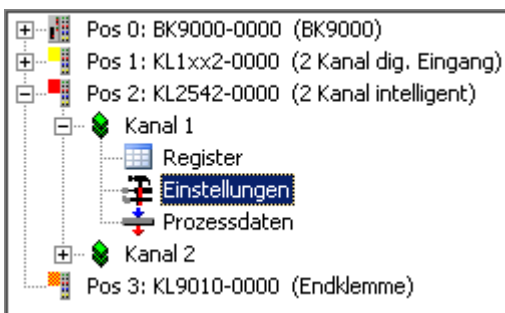 Pos 0: BK9000-0000 (BK9000)
Pos 1: KL1xx2-0000 (2 Kanal dig. Eingang)
Pos 2: KL2542-0000 (2 Kanal intelligent)
Kanal 1
Register
Einstellungen
Prozessdaten
Kanal 2
Pos 3: KL9010-0000 (Endklemme)